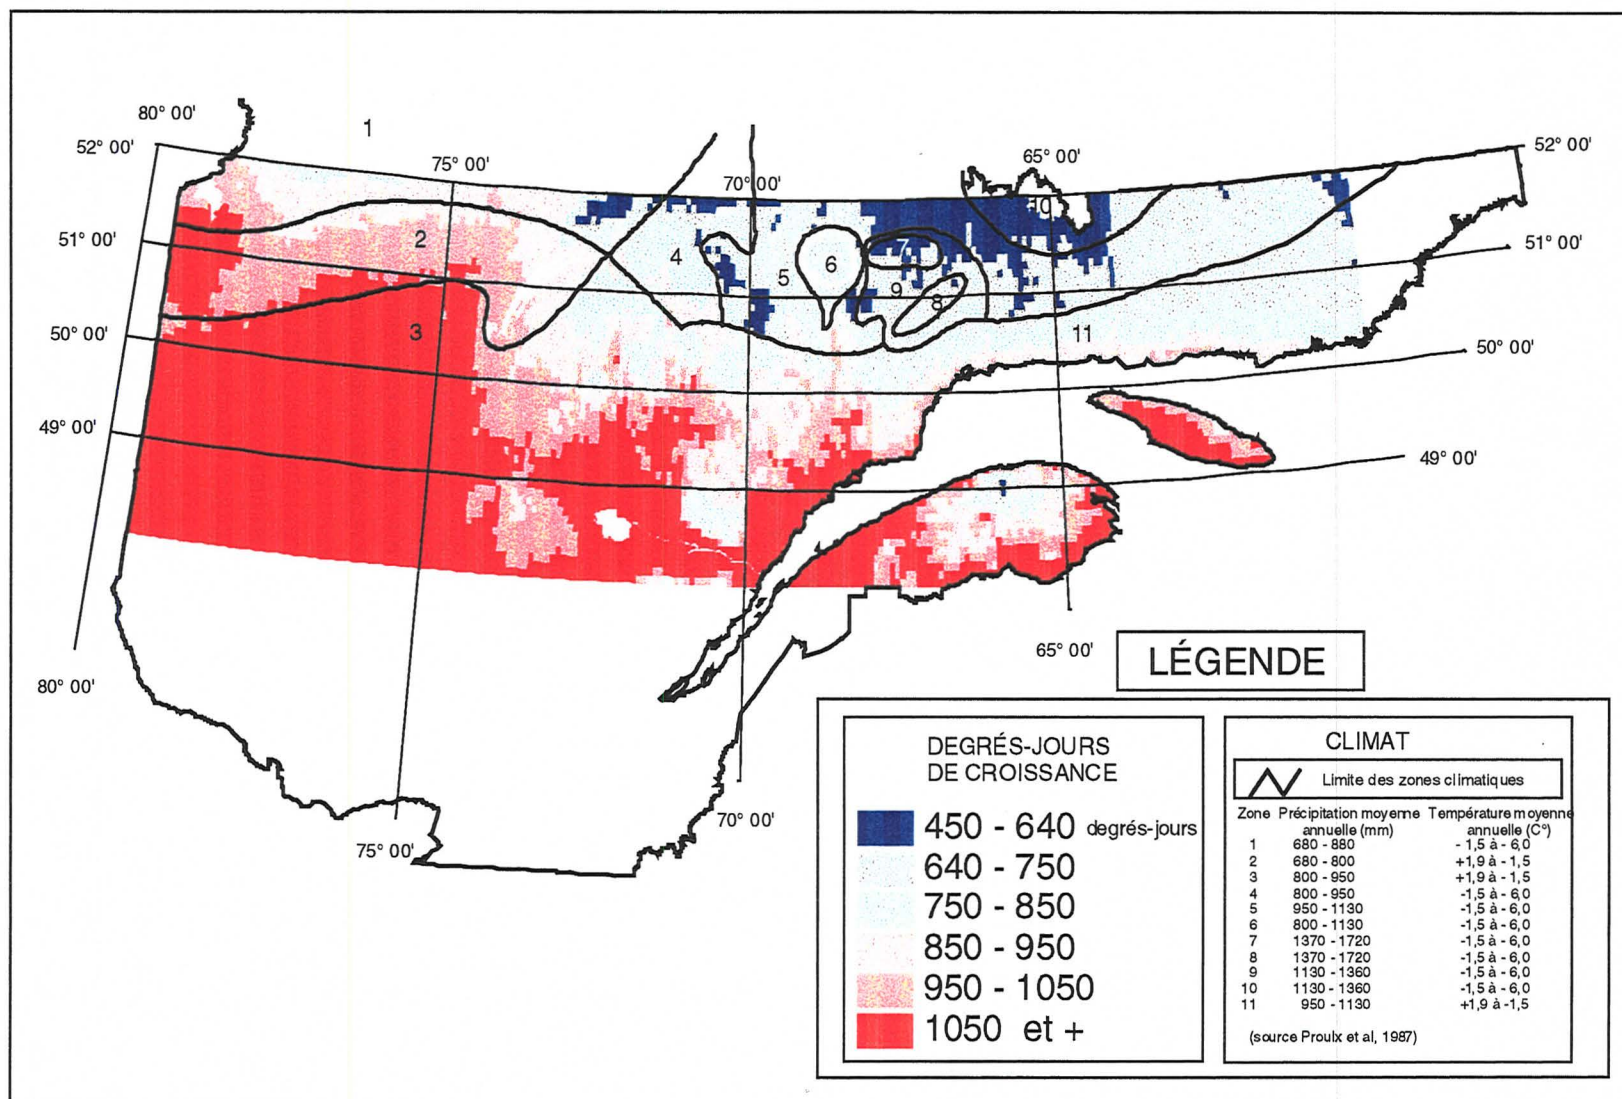 80° 00'
1
52° 00'
75° 00'
65° 00'
52° 00'
70° 00'
10
51° 00'
2
4
7
51° 00'
5
6
9
8
50° 00'
3
11
50° 00'
49° 00'
49° 00'
80° 00'
65° 00'
70° 00'
75° 00'
LÉGENDE
DEGRÉS-JOURS
DE CROISSANCE
450 - 640 degrés-jours
640 - 750
750 - 850
850 - 950
950 - 1050
1050 et +
CLIMAT
Limite des zones climatiques
Zone Précipitation moyenne Température moyenne
annuelle (mm) annuelle (C°)
1 680 - 880 - 1,5 à - 6,0
2 680 - 800 +1,9 à - 1,5
3 800 - 950 +1,9 à - 1,5
4 800 - 950 -1,5 à - 6,0
5 950 - 1130 -1,5 à - 6,0
6 800 - 1130 -1,5 à - 6,0
7 1370 - 1720 -1,5 à - 6,0
8 1370 - 1720 -1,5 à - 6,0
9 1130 - 1360 -1,5 à - 6,0
10 1130 - 1360 -1,5 à - 6,0
11 950 - 1130 +1,9 à -1,5
(source Proulx et al, 1987)